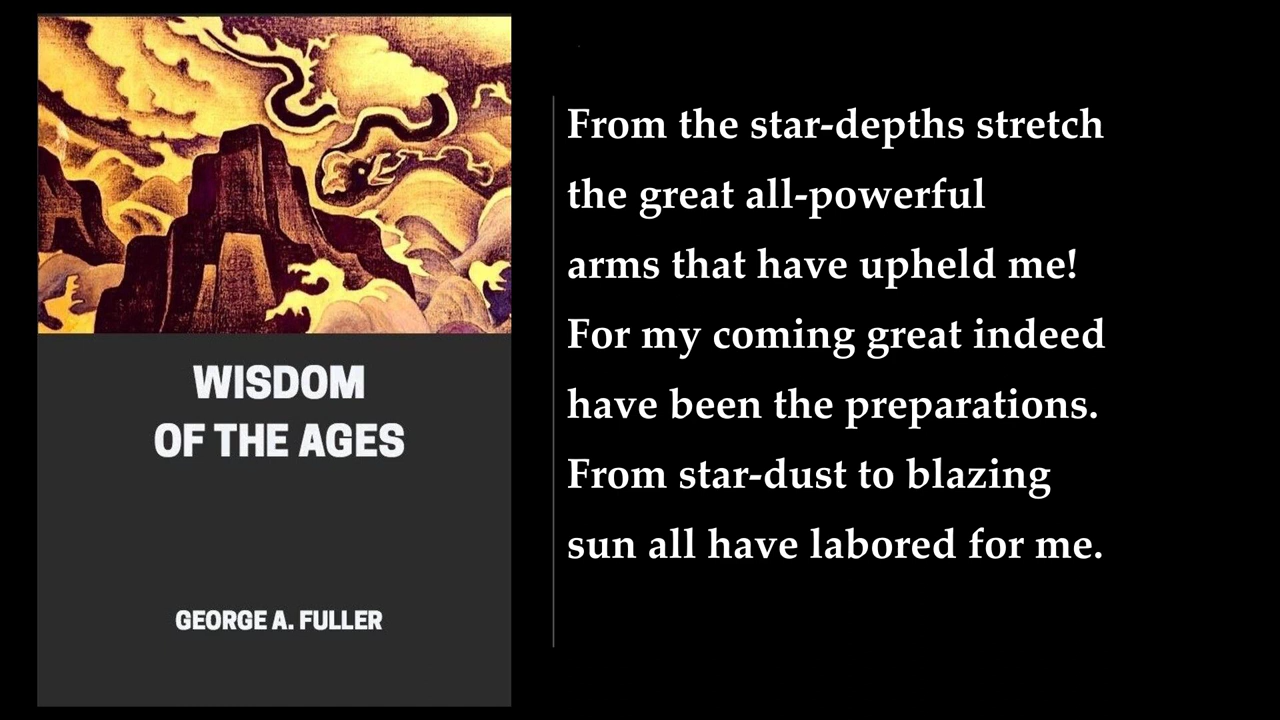 WISDOM
OF THE AGES
GEORGE A. FULLER
From the star-depths stretch
the great all-powerful
arms that have upheld me!
For my coming great indeed
have been the preparations.
From star-dust to blazing
sun all have labored for me.